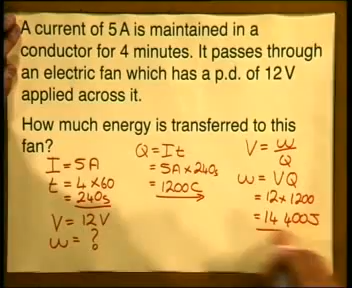 A current of 5A is maintained in a
conductor for 4 minutes. It passes through
an electric fan which has a p.d. of 12V
applied across it.
How much energy is transferred to this
fan?
I = 5A
t = 4 × 60
= 240s
V = 12V
W = ?
Q = It
= 5A × 240s
= 1200C
V = W/Q
W = VQ
= 12 × 1200
= 14 400J